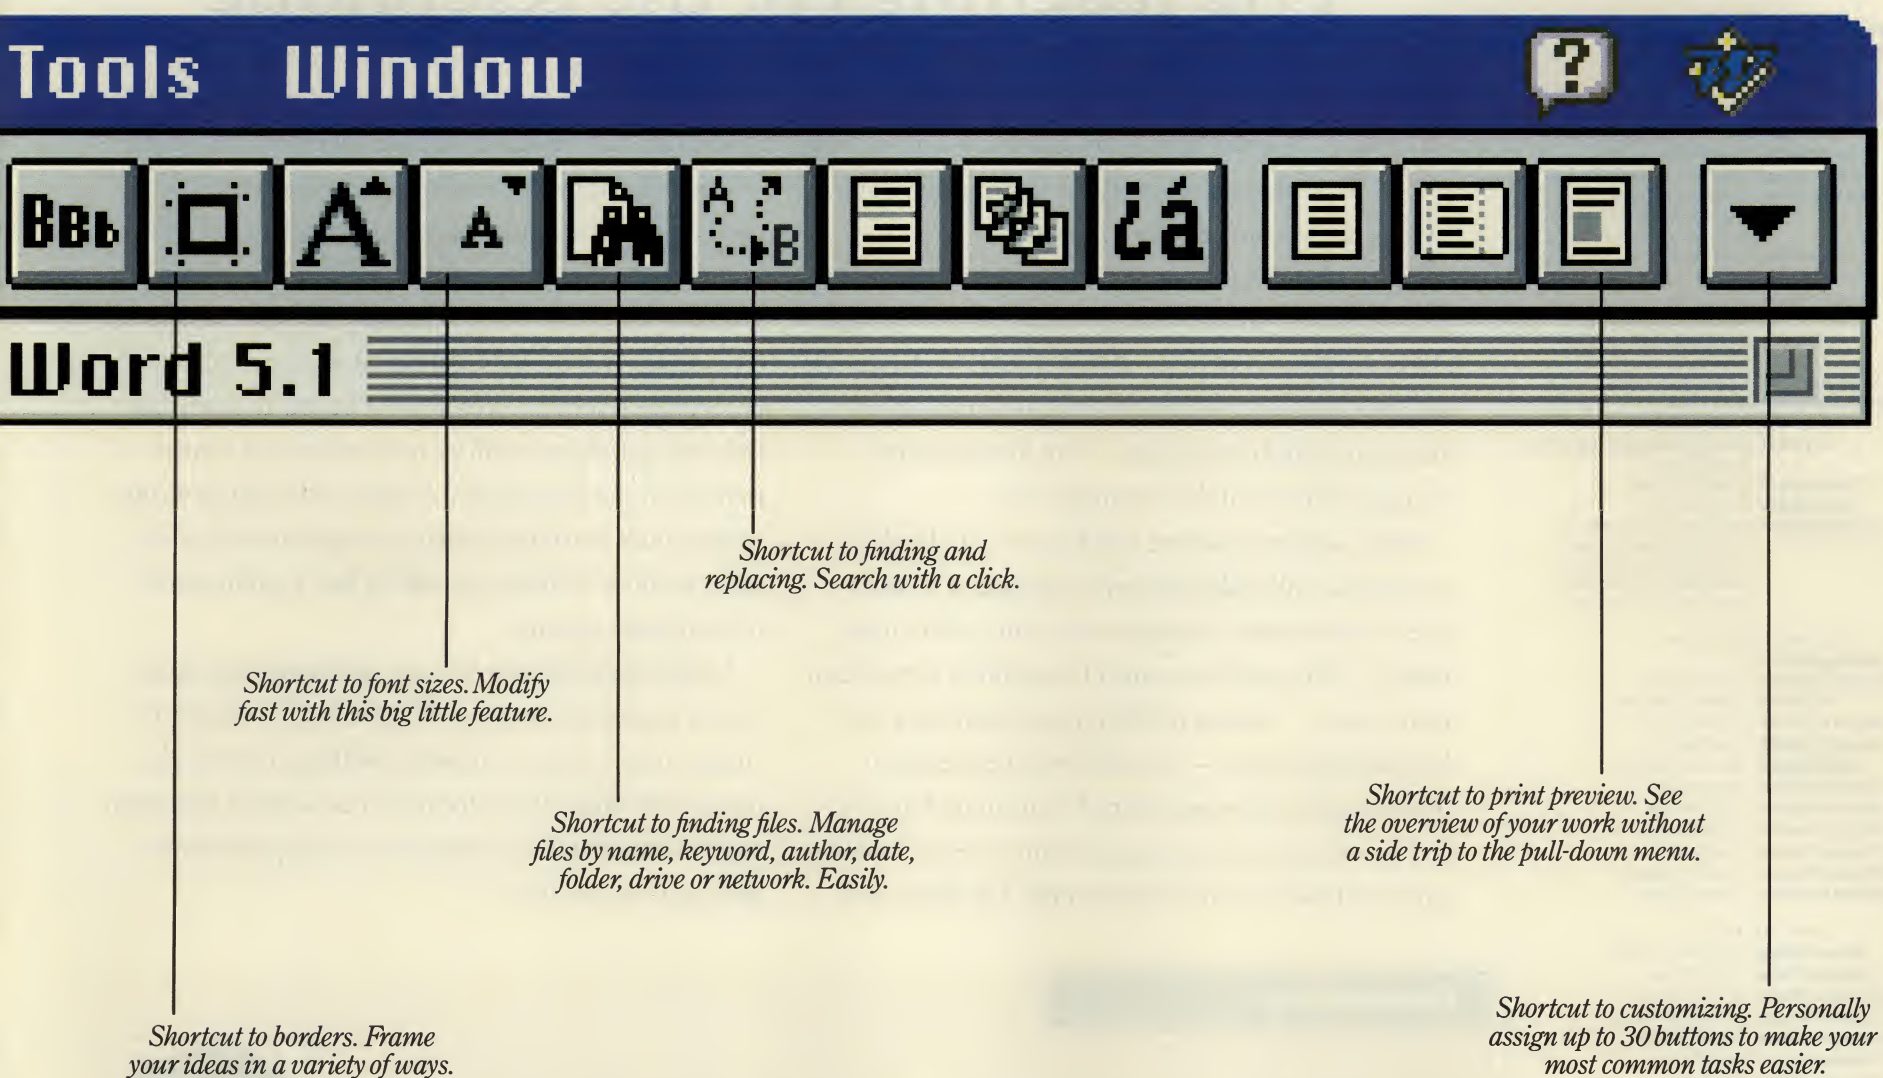 Tools Window ?
BBb A A A B ¿á
Word 5.1
Shortcut to finding and
replacing. Search with a click.
Shortcut to font sizes. Modify
fast with this big little feature.
Shortcut to finding files. Manage
files by name, keyword, author, date,
folder, drive or network. Easily.
Shortcut to print preview. See
the overview of your work without
a side trip to the pull-down menu.
Shortcut to borders. Frame
your ideas in a variety of ways.
Shortcut to customizing. Personally
assign up to 30 buttons to make your
most common tasks easier.